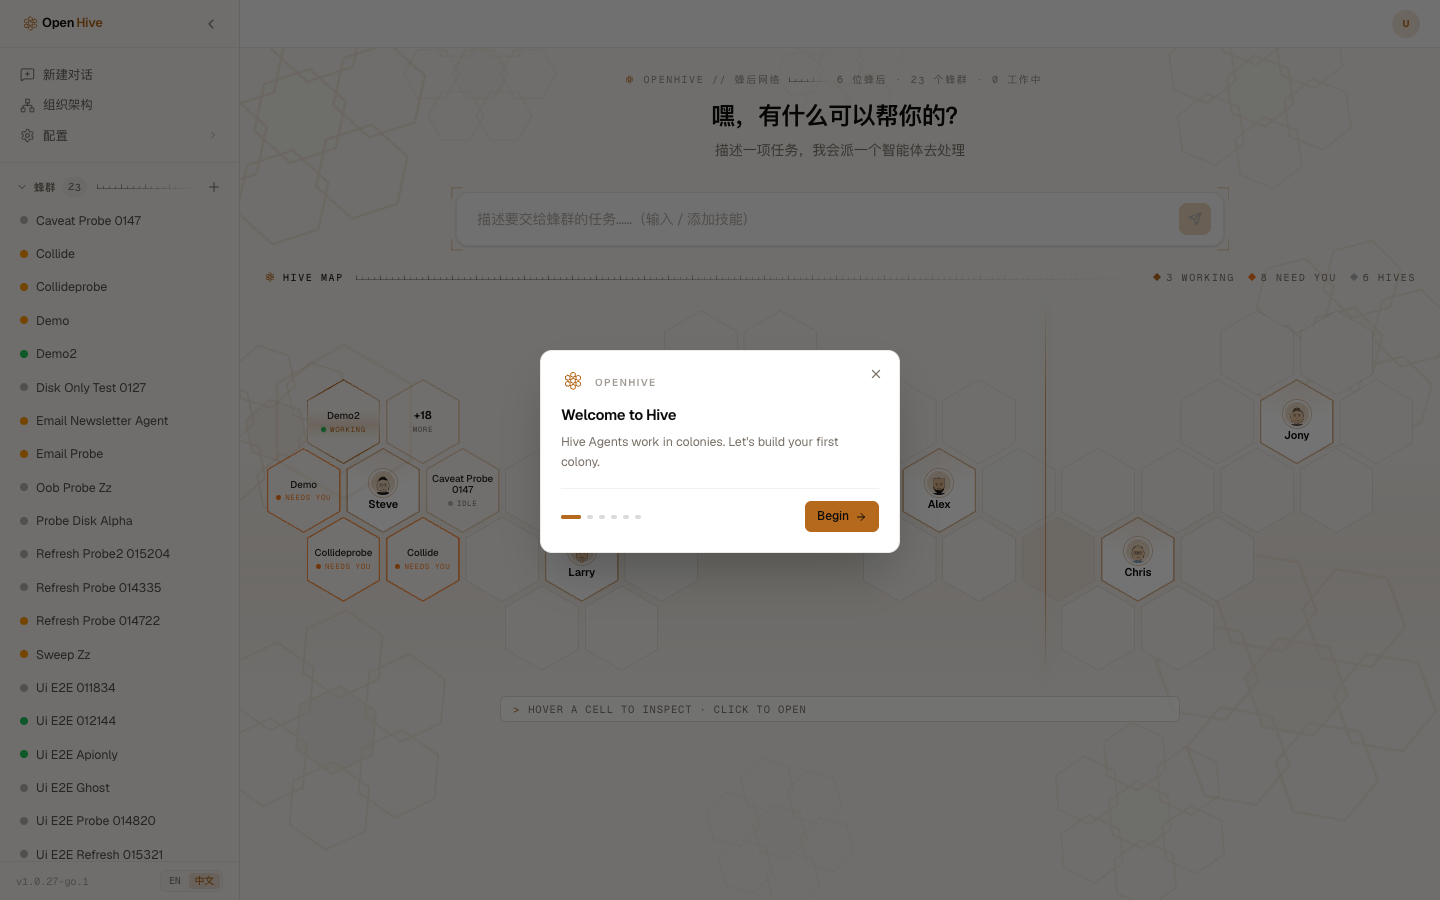 OpenHive
U
新建对话
组织架构
配置
蜂群 23
Caveat Probe 0147
Collide
Collideprobe
Demo
Demo2
Disk Only Test 0127
Email Newsletter Agent
Email Probe
Oob Probe Zz
Probe Disk Alpha
Refresh Probe2 015204
Refresh Probe 014335
Refresh Probe 014722
Sweep Zz
Ui E2E 011834
Ui E2E 012144
Ui E2E Apionly
Ui E2E Ghost
Ui E2E Probe 014820
Ui E2E Refresh 015321
v1.0.27-go.1
EN 中文
OPENHIVE // 蜂后网络 6 位蜂后 · 23 个蜂群 · 0 工作中
嘿，有什么可以帮你的？
描述一项任务，我会派一个智能体去处理
描述要交给蜂群的任务……（输入 / 添加技能）
HIVE MAP
3 WORKING 8 NEED YOU 6 HIVES
Demo2
WORKING
+18
MORE
Demo
NEEDS YOU
Steve
Caveat Probe
0147
IDLE
Collideprobe
NEEDS YOU
Collide
NEEDS YOU
Larry
Alex
Chris
Jony
OPENHIVE
Welcome to Hive
Hive Agents work in colonies. Let's build your first
colony.
Begin →
> HOVER A CELL TO INSPECT · CLICK TO OPEN